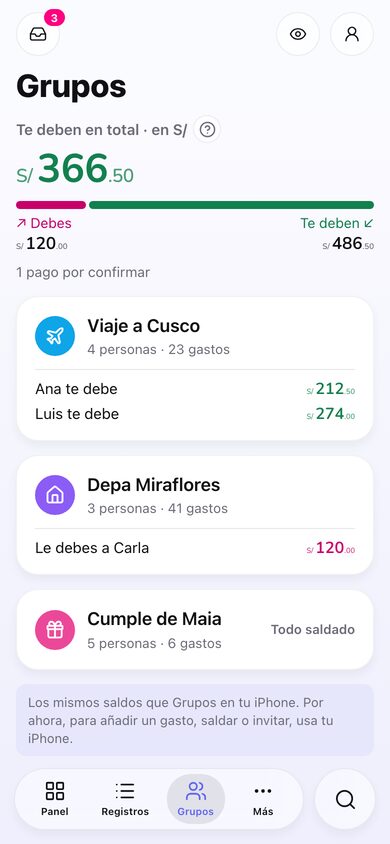 3
Grupos
Te deben en total · en S/ ?
S/ 366.50
↗ Debes
Te deben ↙
S/ 120.00
S/ 486.50
1 pago por confirmar
Viaje a Cusco
4 personas · 23 gastos
Ana te debe
S/ 212.50
Luis te debe
S/ 274.00
Depa Miraflores
3 personas · 41 gastos
Le debes a Carla
S/ 120.00
Cumple de Maia
5 personas · 6 gastos
Todo saldado
Los mismos saldos que Grupos en tu iPhone. Por
ahora, para añadir un gasto, saldar o invitar, usa tu
iPhone.
Panel
Registros
Grupos
Más